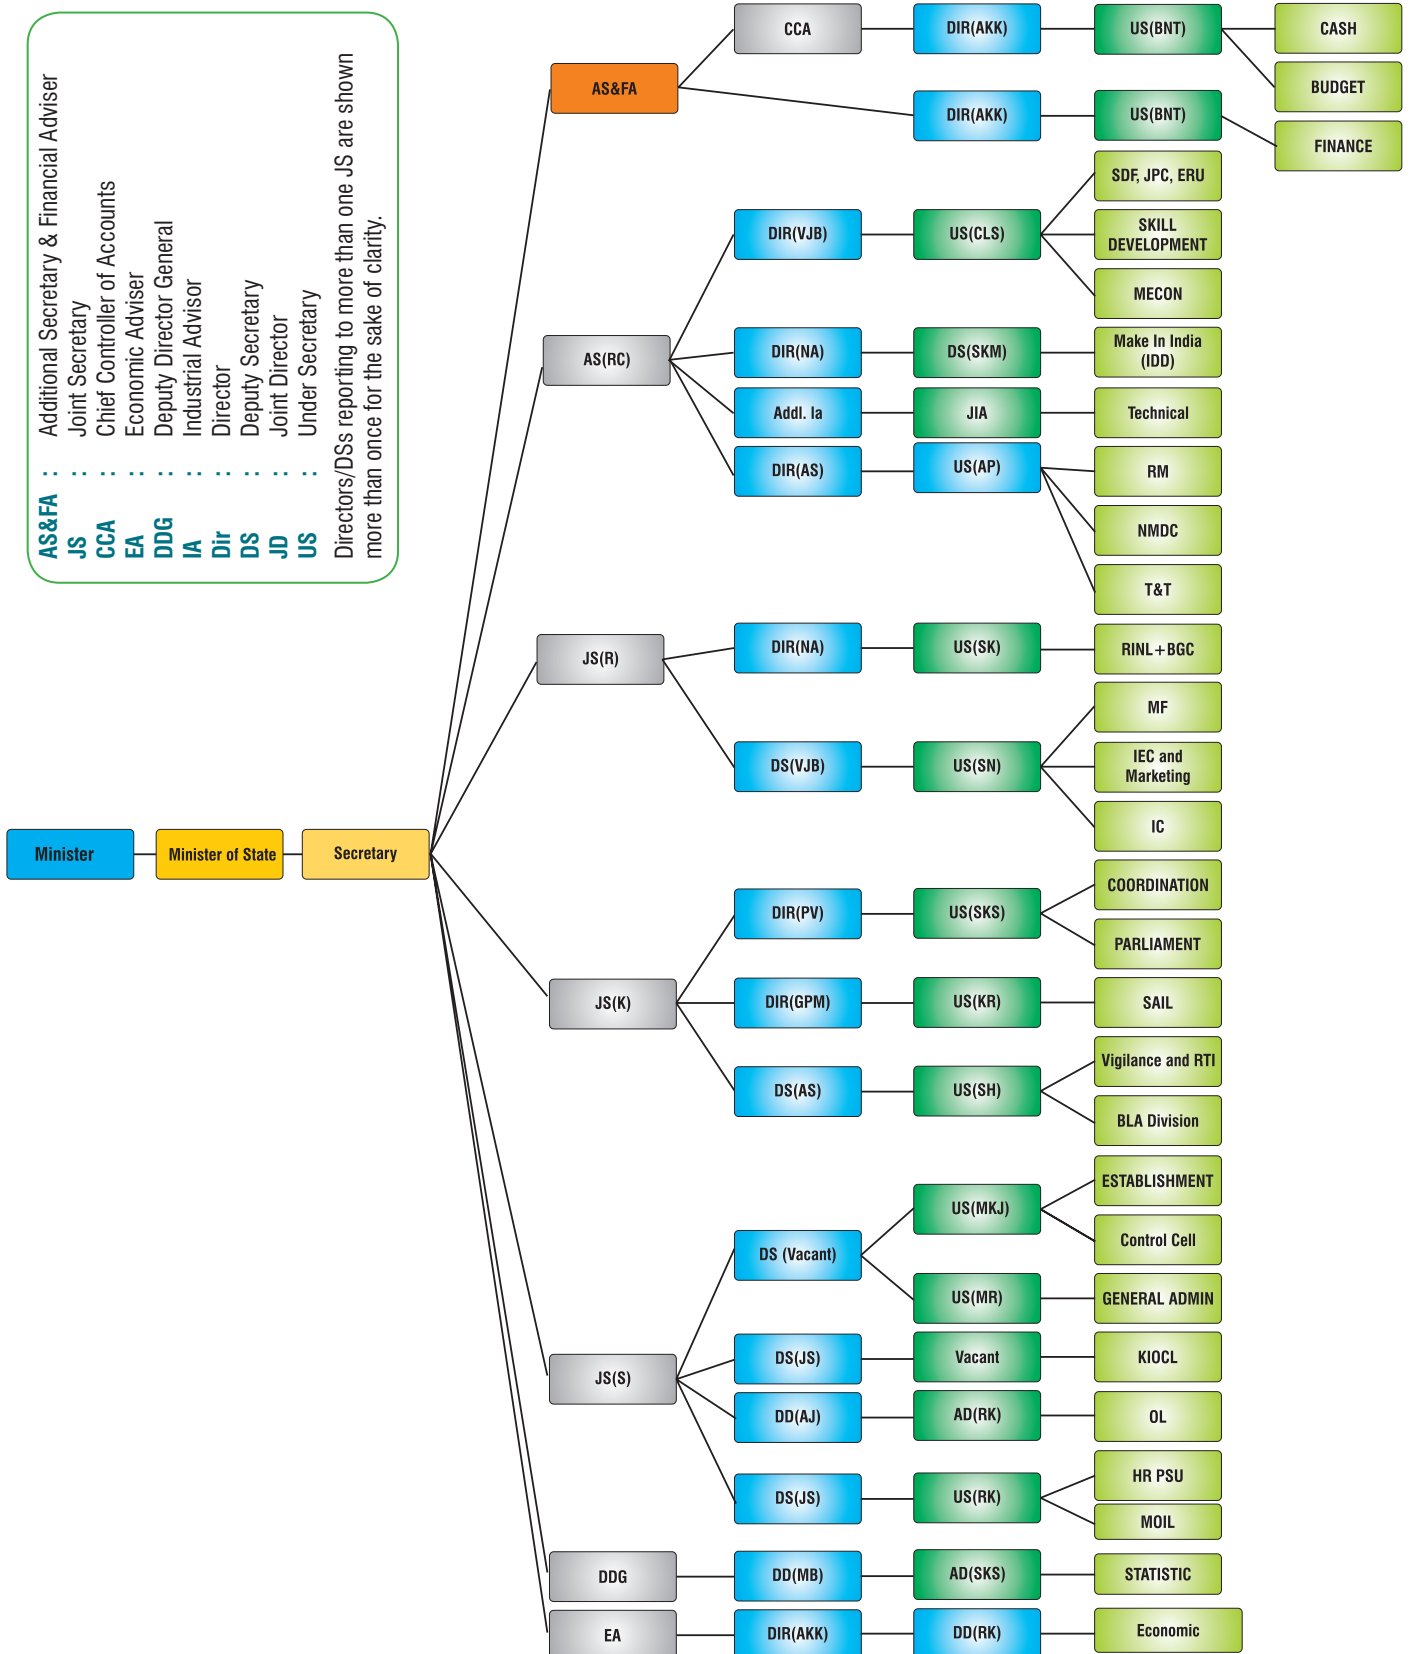 AS&FA : Additional Secretary & Financial Adviser
JS : Joint Secretary
CCA : Chief Controller of Accounts
EA : Economic Adviser
DDG : Deputy Director General
IA : Industrial Advisor
Dir : Director
DS : Deputy Secretary
JD : Joint Director
US : Under Secretary
Directors/DSs reporting to more than one JS are shown
more than once for the sake of clarity.
Minister
Minister of State
Secretary
AS&FA
CCA
DIR(AKK)
US(BNT)
CASH
BUDGET
DIR(AKK)
US(BNT)
FINANCE
AS(RC)
DIR(VJB)
US(CLS)
SDF, JPC, ERU
SKILL
DEVELOPMENT
MECON
DIR(NA)
DS(SKM)
Make In India
(IDD)
Addl. Ia
JIA
Technical
DIR(AS)
US(AP)
RM
NMDC
T&T
JS(R)
DIR(NA)
US(SK)
RINL+BGC
DS(VJB)
US(SN)
MF
IEC and
Marketing
IC
JS(K)
DIR(PV)
US(SKS)
COORDINATION
PARLIAMENT
DIR(GPM)
US(KR)
SAIL
DS(AS)
US(SH)
Vigilance and RTI
BLA Division
JS(S)
DS (Vacant)
US(MKJ)
ESTABLISHMENT
Control Cell
US(MR)
GENERAL ADMIN
DS(JS)
Vacant
KIOCL
DD(AJ)
AD(RK)
OL
DS(JS)
US(RK)
HR PSU
MOIL
DDG
DD(MB)
AD(SKS)
STATISTIC
EA
DIR(AKK)
DD(RK)
Economic